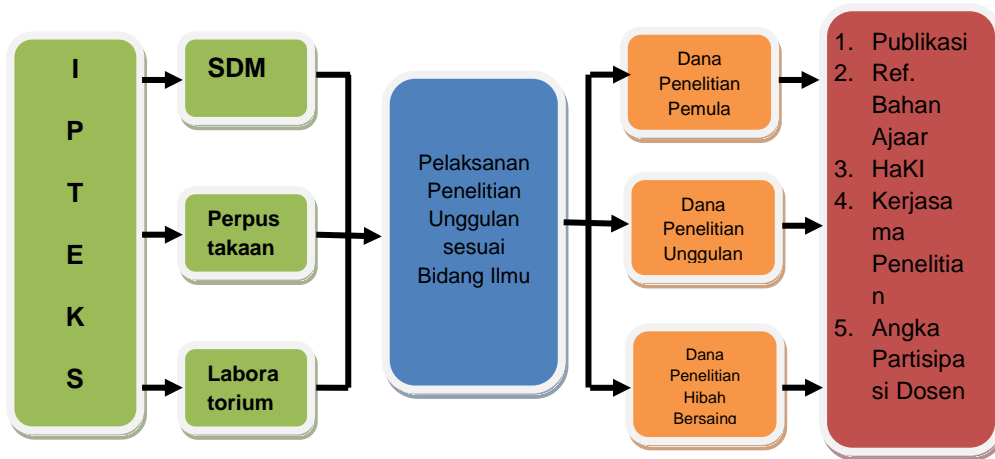 I
P
T
E
K
S
SDM
Perpus
takaan
Labora
torium
Pelaksanan
Penelitian
Unggulan
sesuai
Bidang Ilmu
Dana
Penelitian
Pemula
Dana
Penelitian
Unggulan
Dana
Penelitian
Hibah
Bersaing
1. Publikasi
2. Ref.
Bahan
Ajaar
3. HaKI
4. Kerjasa
ma
Penelitia
n
5. Angka
Partisipa
si Dosen